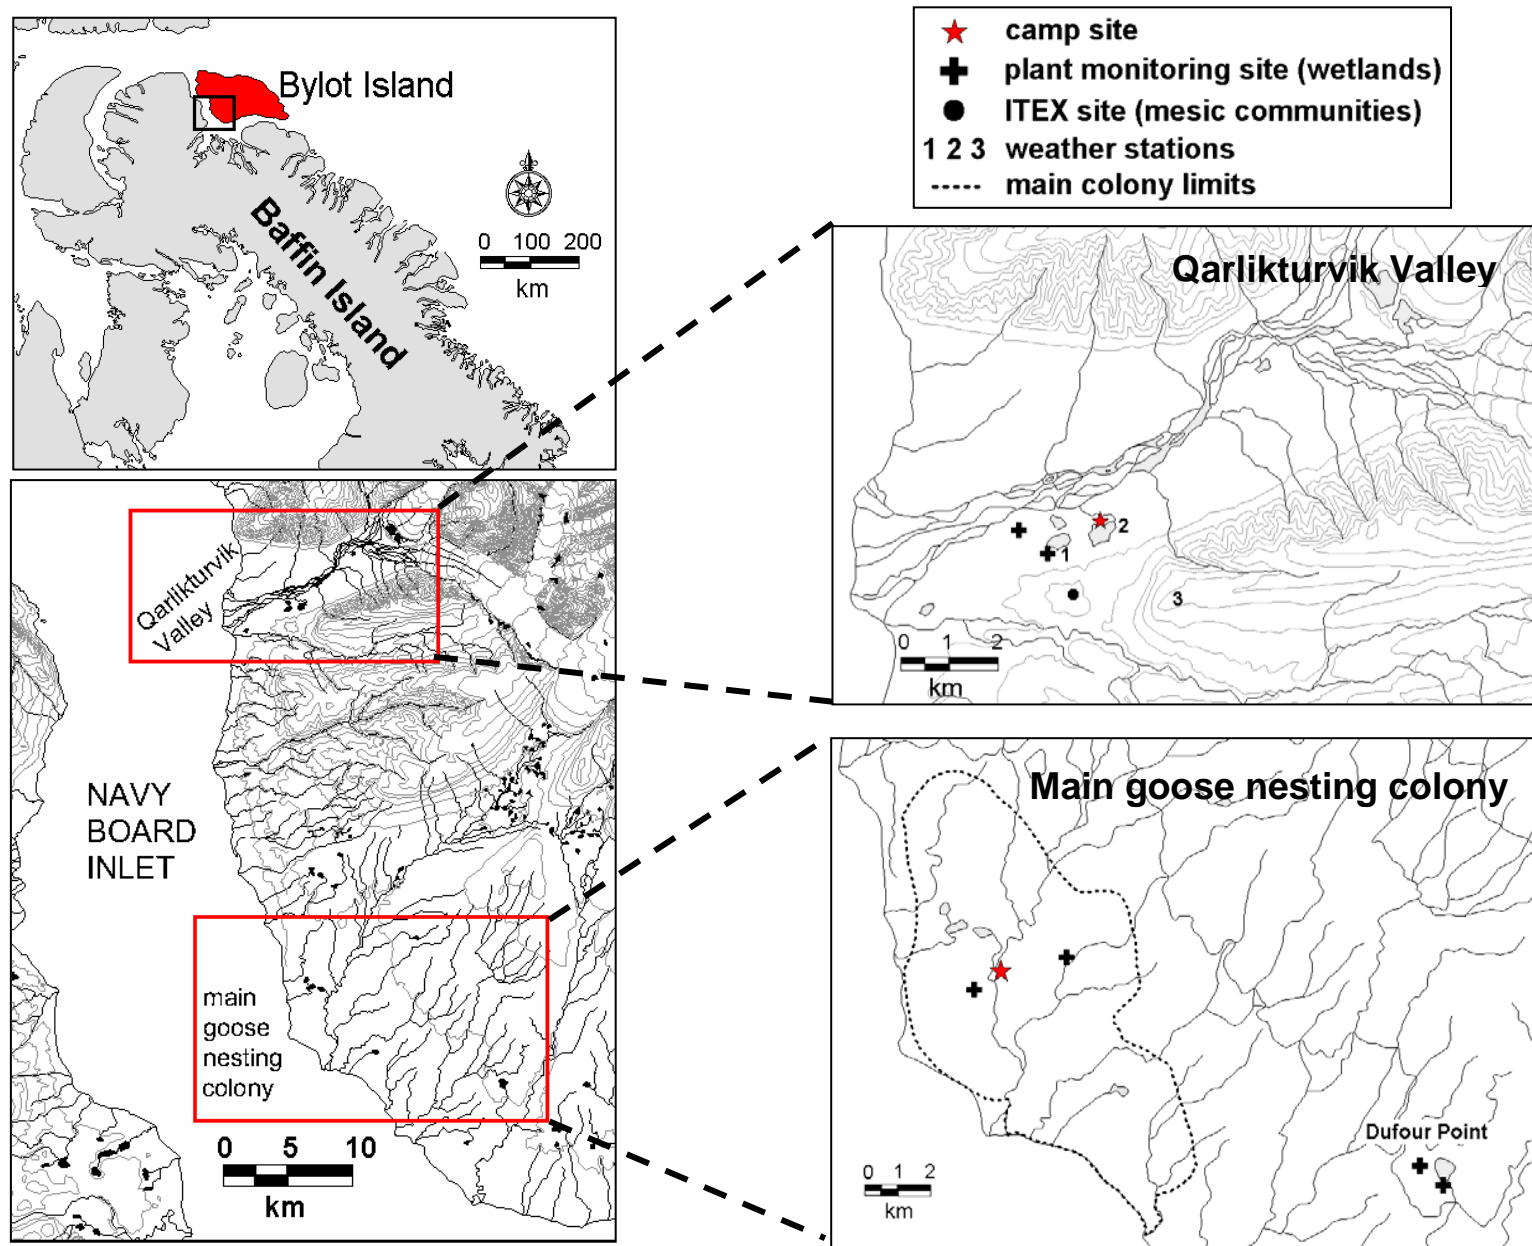 Bylot Island
Baffin Island
0 100 200
km
camp site
plant monitoring site (wetlands)
ITEX site (mesic communities)
1 2 3 weather stations
main colony limits
Qarlikturvik Valley
2
1
3
0 1 2
km
Qarlikturvik
Valley
NAVY
BOARD
INLET
main
goose
nesting
colony
0 5 10
km
Main goose nesting colony
Dufour Point
0 1 2
km